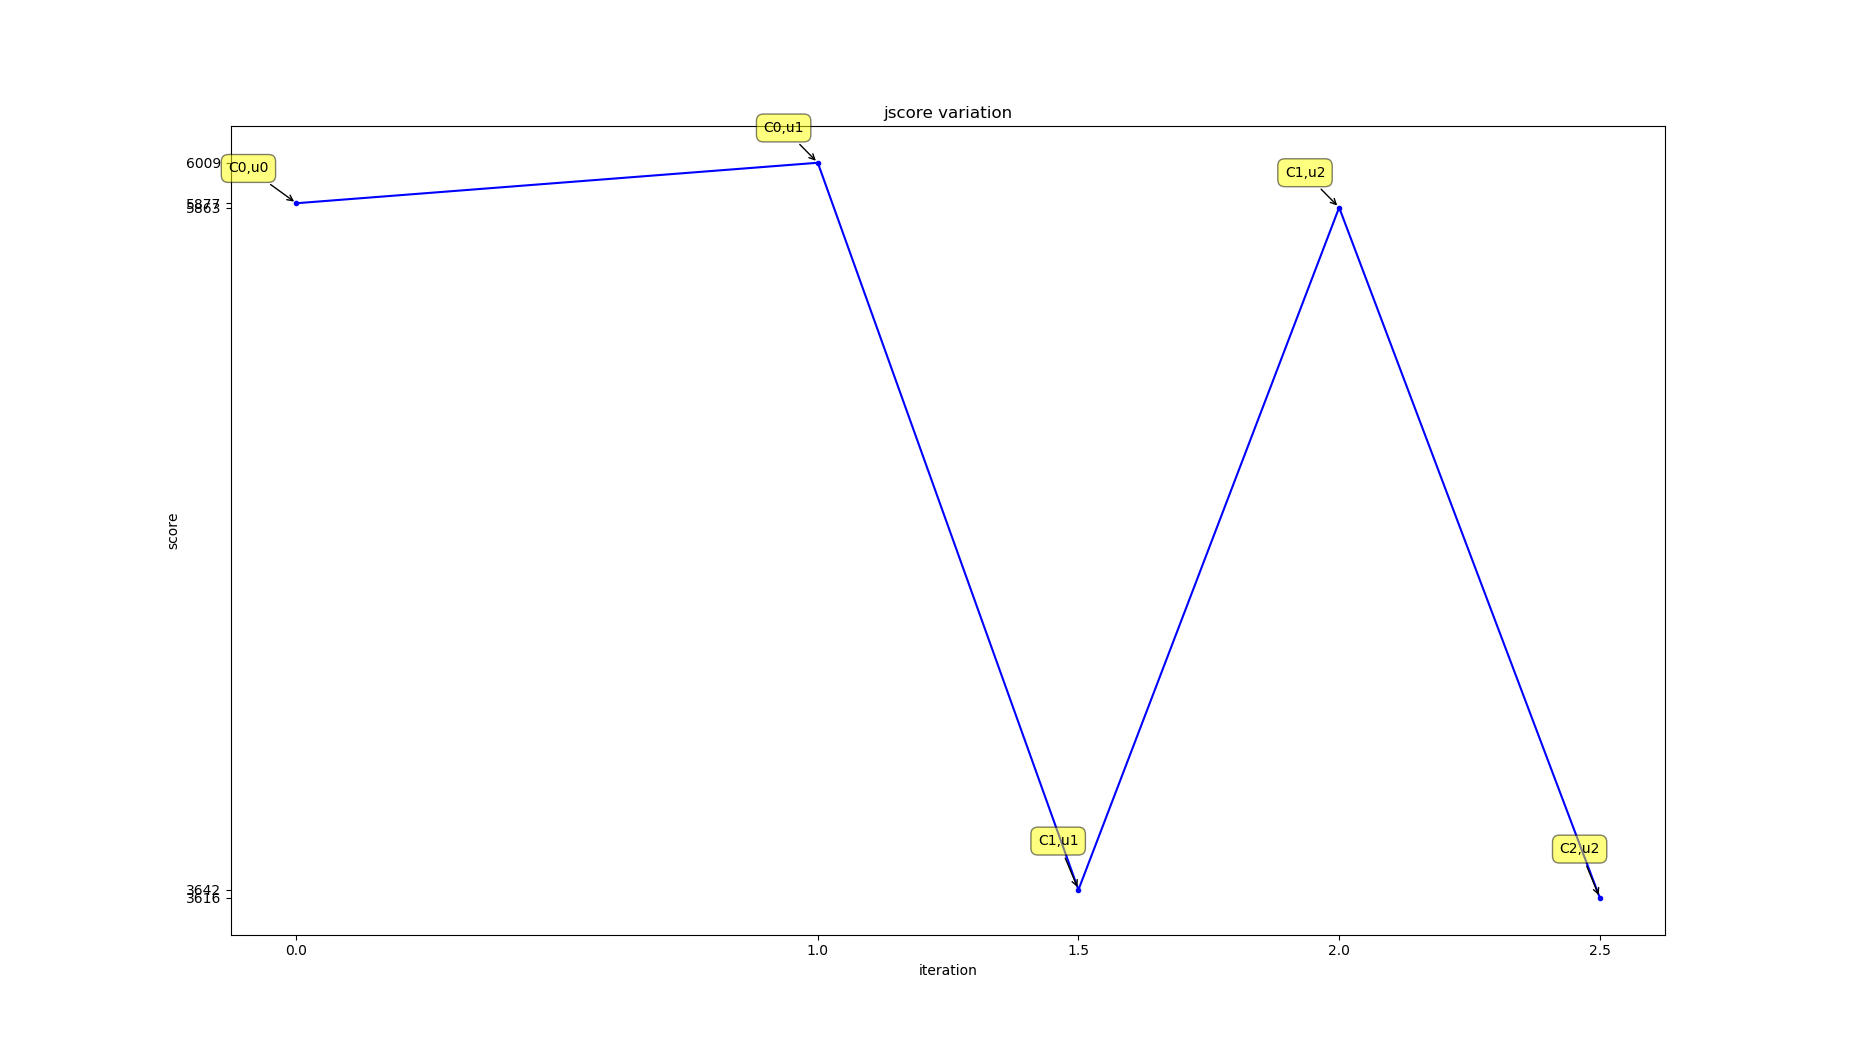 jscore variation
C0,u1
6009
C0,u0
C1,u2
5877
5863
score
C1,u1
C2,u2
3642
3616
0.0 1.0 1.5 2.0 2.5
iteration